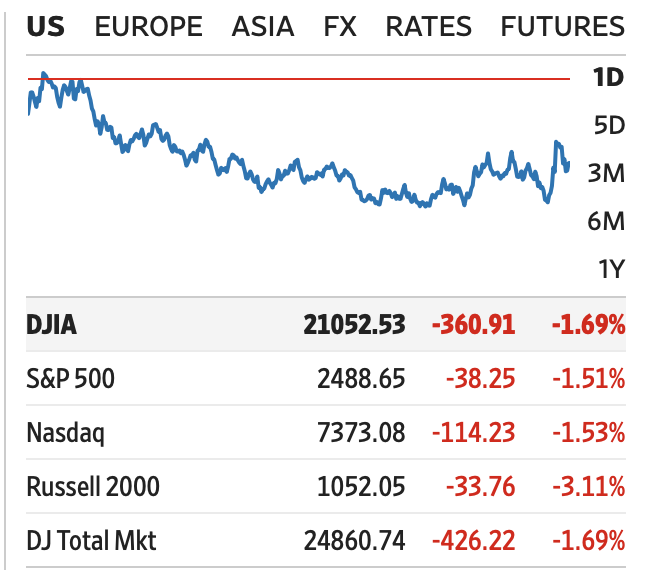 US EUROPE ASIA FX RATES FUTURES
1D
5D
3M
6M
1Y
DJIA 21052.53 -360.91 -1.69%
S&P 500 2488.65 -38.25 -1.51%
Nasdaq 7373.08 -114.23 -1.53%
Russell 2000 1052.05 -33.76 -3.11%
DJ Total Mkt 24860.74 -426.22 -1.69%